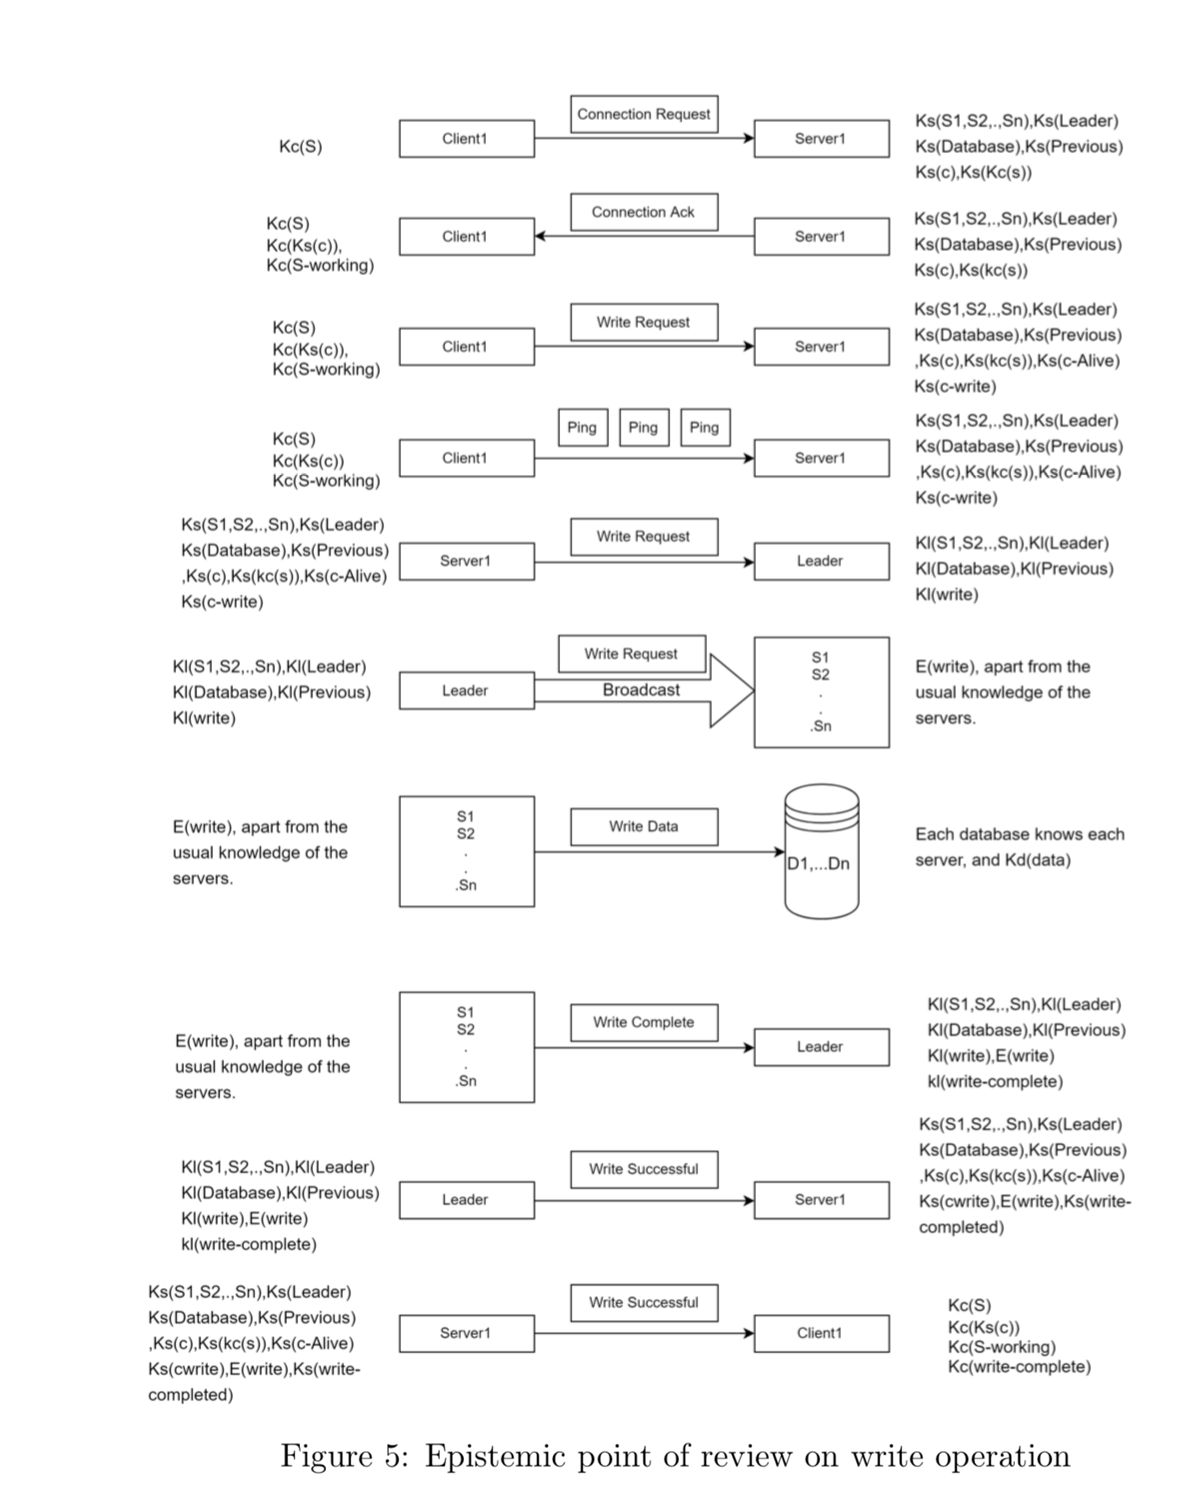 Connection Request
Kc(S)
Client1
Server1
Ks(S1,S2,.,Sn),Ks(Leader)
Ks(Database),Ks(Previous)
Ks(c),Ks(Kc(s))
Connection Ack
Kc(S)
Kc(Ks(c)),
Kc(S-working)
Client1
Server1
Ks(S1,S2,.,Sn),Ks(Leader)
Ks(Database),Ks(Previous)
Ks(c),Ks(kc(s))
Write Request
Kc(S)
Kc(Ks(c)),
Kc(S-working)
Client1
Server1
Ks(S1,S2,.,Sn),Ks(Leader)
Ks(Database),Ks(Previous)
,Ks(c),Ks(kc(s)),Ks(c-Alive)
Ks(c-write)
Ping Ping Ping
Kc(S)
Kc(Ks(c))
Kc(S-working)
Client1
Server1
Ks(S1,S2,.,Sn),Ks(Leader)
Ks(Database),Ks(Previous)
,Ks(c),Ks(kc(s)),Ks(c-Alive)
Ks(c-write)
Ks(S1,S2,.,Sn),Ks(Leader)
Ks(Database),Ks(Previous)
,Ks(c),Ks(kc(s)),Ks(c-Alive)
Ks(c-write)
Server1
Write Request
Leader
Kl(S1,S2,.,Sn),Kl(Leader)
Kl(Database),Kl(Previous)
Kl(write)
Kl(S1,S2,.,Sn),Kl(Leader)
Kl(Database),Kl(Previous)
Kl(write)
Leader
Write Request
Broadcast
S1
S2
.
.
.Sn
E(write), apart from the
usual knowledge of the
servers.
E(write), apart from the
usual knowledge of the
servers.
S1
S2
.
.
.Sn
Write Data
D1,...Dn
Each database knows each
server, and Kd(data)
E(write), apart from the
usual knowledge of the
servers.
S1
S2
.
.
.Sn
Write Complete
Leader
Kl(S1,S2,.,Sn),Kl(Leader)
Kl(Database),Kl(Previous)
Kl(write),E(write)
kl(write-complete)
Kl(S1,S2,.,Sn),Kl(Leader)
Kl(Database),Kl(Previous)
Kl(write),E(write)
kl(write-complete)
Leader
Write Successful
Server1
Ks(S1,S2,.,Sn),Ks(Leader)
Ks(Database),Ks(Previous)
,Ks(c),Ks(kc(s)),Ks(c-Alive)
Ks(cwrite),E(write),Ks(write-
completed)
Ks(S1,S2,.,Sn),Ks(Leader)
Ks(Database),Ks(Previous)
,Ks(c),Ks(kc(s)),Ks(c-Alive)
Ks(cwrite),E(write),Ks(write-
completed)
Server1
Write Successful
Client1
Kc(S)
Kc(Ks(c))
Kc(S-working)
Kc(write-complete)
Figure 5: Epistemic point of review on write operation